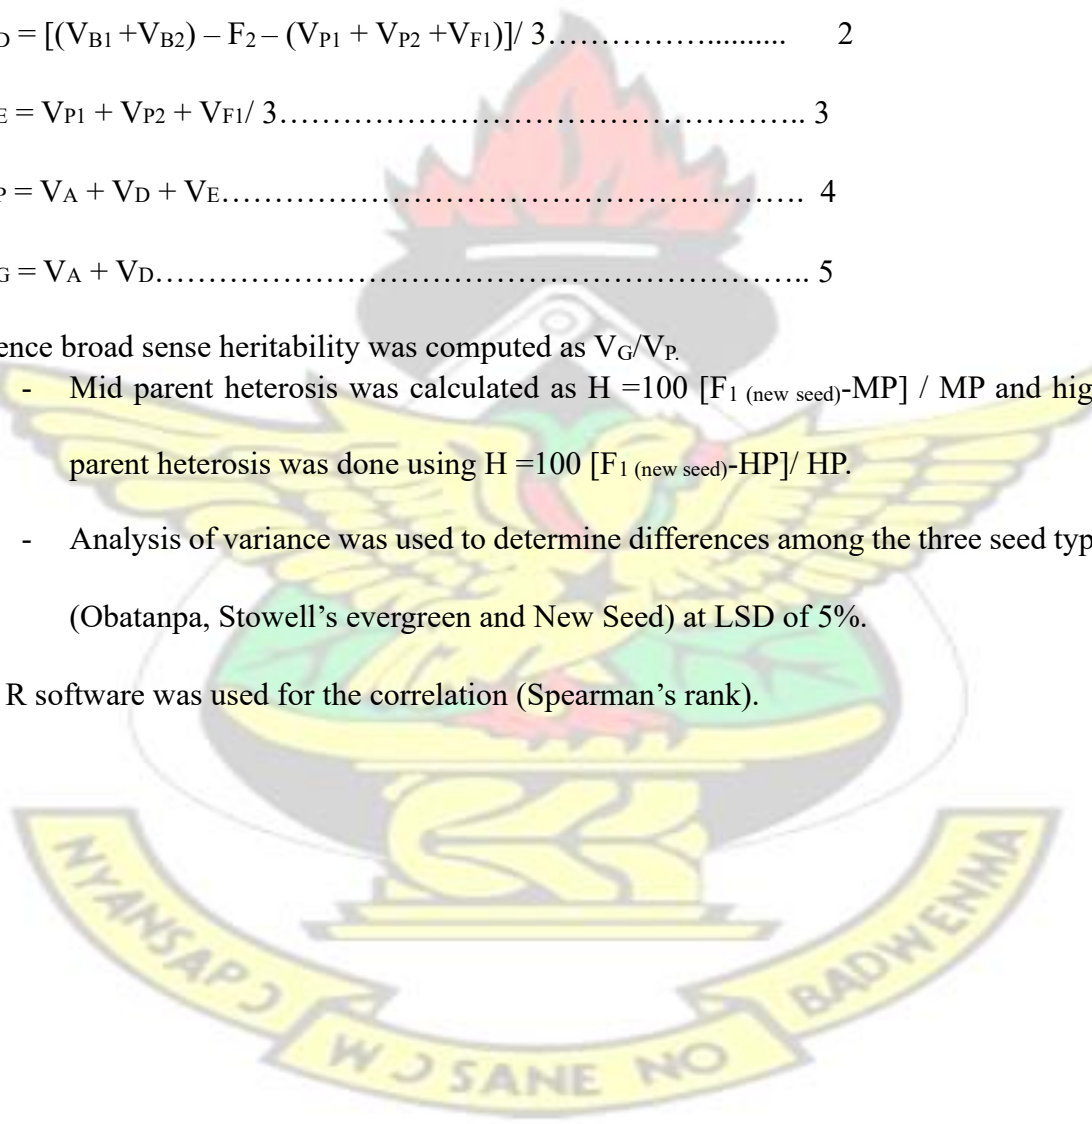 D = [(VB1 +VB2) – F2 – (VP1 + VP2 +VF1)]/ 3…………….......... 2
E = VP1 + VP2 + VF1/ 3………………………………………….. 3
P = VA + VD + VE…………………………………………………. 4
G = VA + VD……………………………………………………….. 5
ence broad sense heritability was computed as VG/VP.
- Mid parent heterosis was calculated as H =100 [F1 (new seed)-MP] / MP and hig
parent heterosis was done using H =100 [F1 (new seed)-HP]/ HP.
- Analysis of variance was used to determine differences among the three seed typ
(Obatanpa, Stowell’s evergreen and New Seed) at LSD of 5%.
R software was used for the correlation (Spearman’s rank).
NYANSAPƆ WƆSANE NO BADWENMA